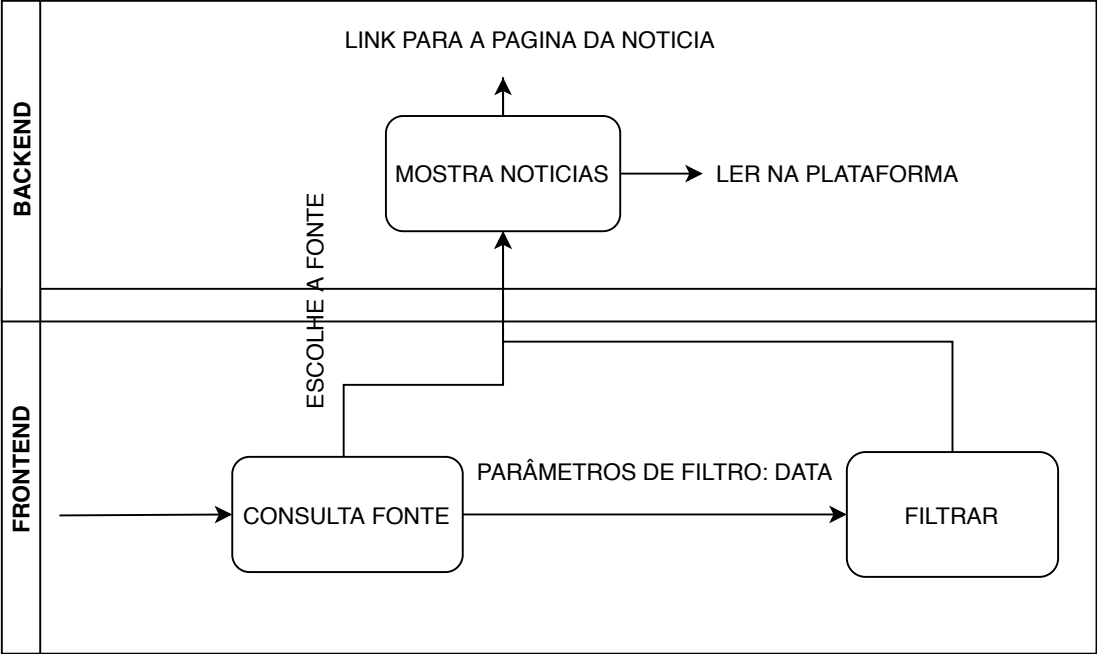 BACKEND
LINK PARA A PAGINA DA NOTICIA
MOSTRA NOTICIAS
LER NA PLATAFORMA
ESCOLHE A FONTE
FRONTEND
PARÂMETROS DE FILTRO: DATA
CONSULTA FONTE
FILTRAR